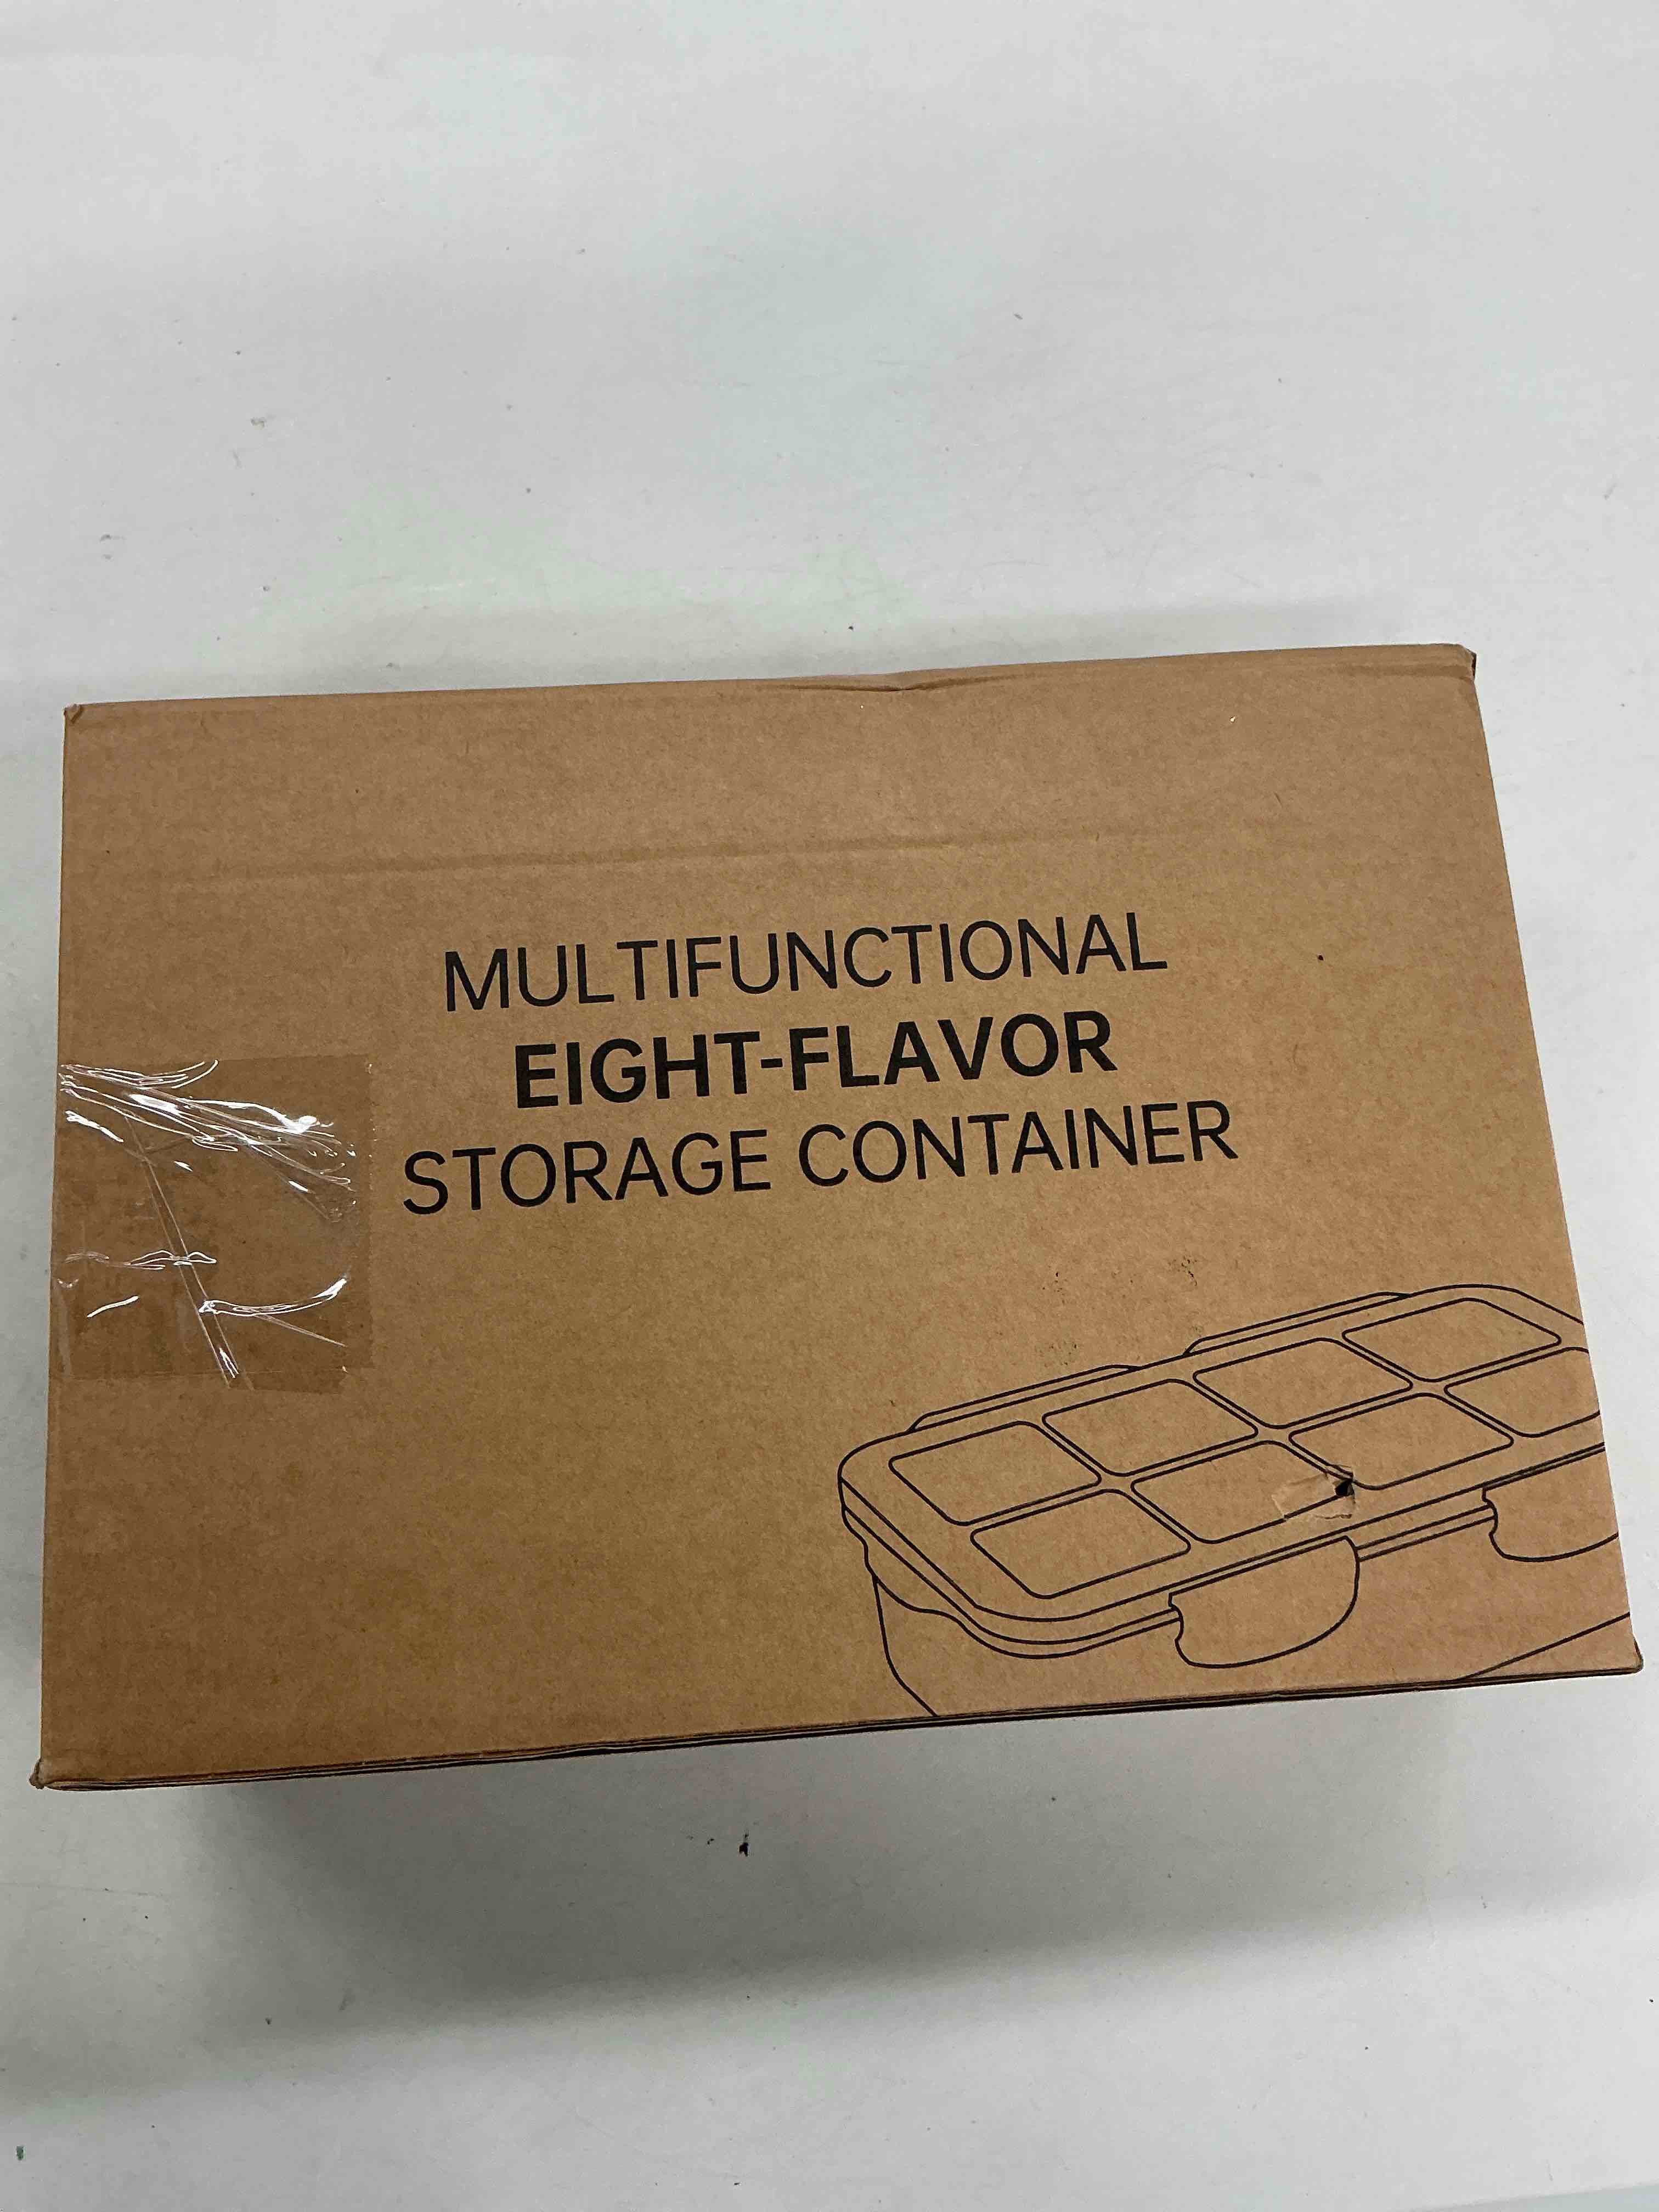 MULTIFUNCTIONAL
EIGHT-FLAVOR
STORAGE CONTAINER